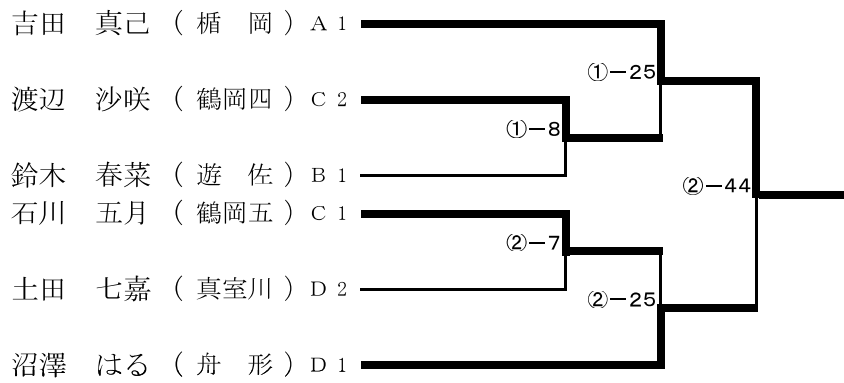 吉田　真己（楯　岡）A 1
①－25
渡辺　沙咲（鶴岡四）C 2
①－8
鈴木　春菜（遊　佐）B 1
②－44
石川　五月（鶴岡五）C 1
②－7
土田　七嘉（真室川）D 2
②－25
沼澤　はる（舟　形）D 1